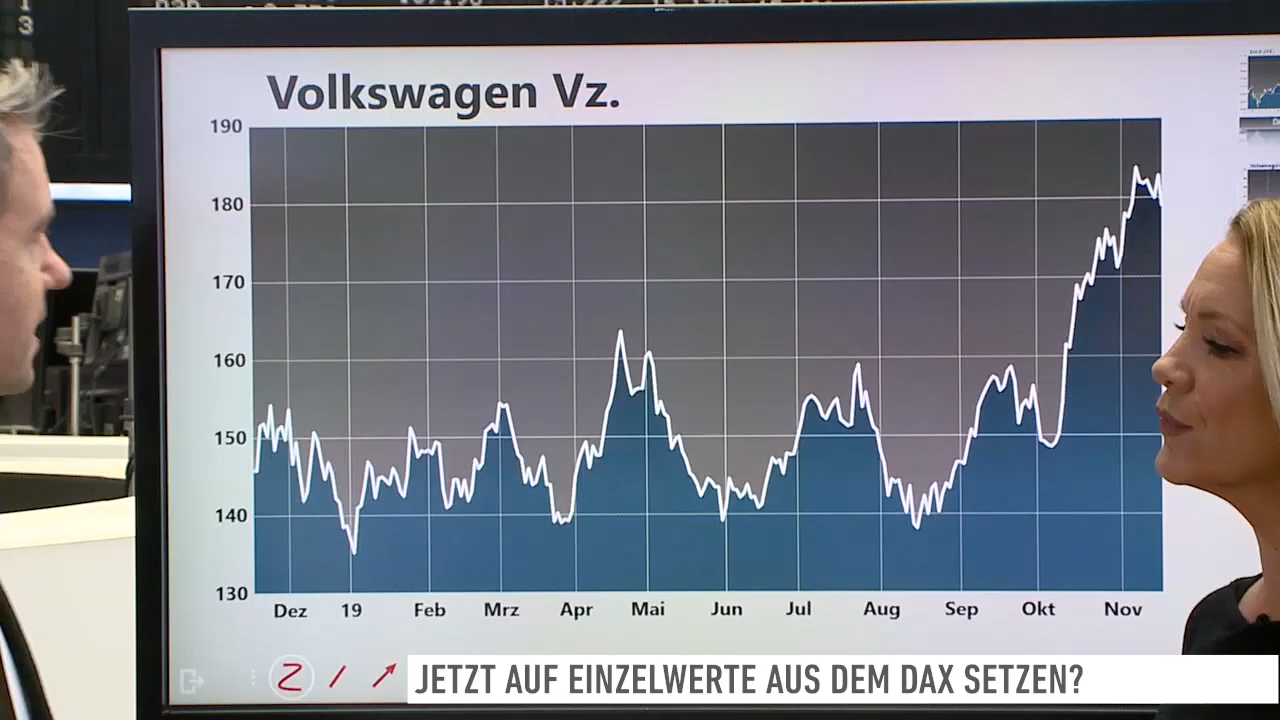 Volkswagen Vz.
190
180
170
160
150
140
130
Dez 19 Feb Mrz Apr Mai Jun Jul Aug Sep Okt Nov
JETZT AUF EINZELWERTE AUS DEM DAX SETZEN?